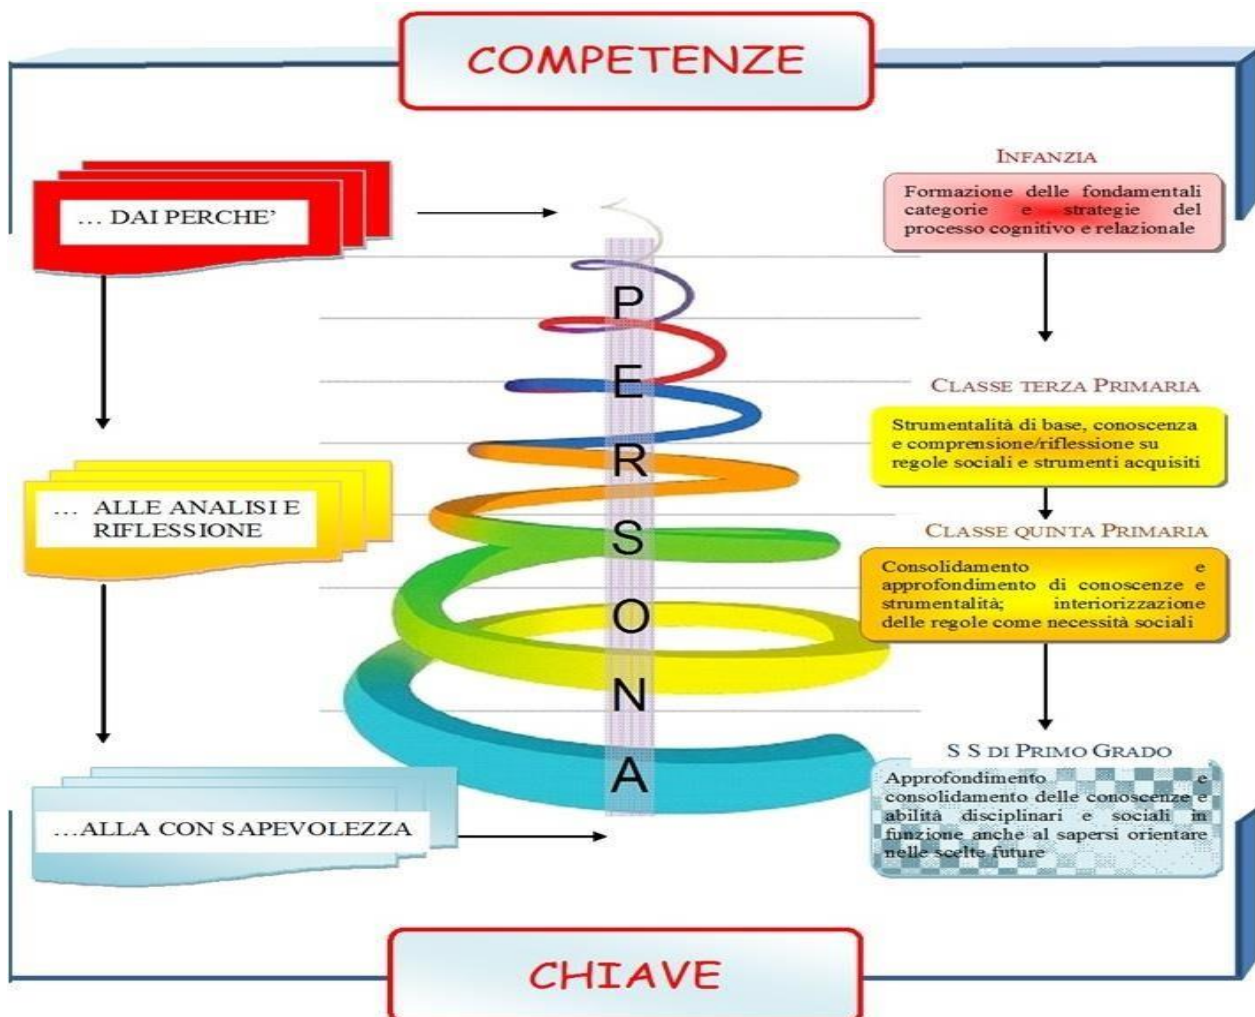 COMPETENZE
… DAI PERCHE’
INFANZIA
Formazione delle fondamentali
categorie e strategie del
processo cognitivo e relazionale
P
E
R
S
O
N
A
CLASSE TERZA PRIMARIA
Strumentalità di base, conoscenza
e comprensione/riflessione su
regole sociali e strumenti acquisiti
… ALLE ANALISI E
RIFLESSIONE
CLASSE QUINTA PRIMARIA
Consolidamento e
approfondimento di conoscenze e
strumentalità; interiorizzazione
delle regole come necessità sociali
…ALLA CON SAPEVOLEZZA
S S DI PRIMO GRADO
Approfondimento e
consolidamento delle conoscenze e
abilità disciplinari e sociali in
funzione anche al sapersi orientare
nelle scelte future
CHIAVE